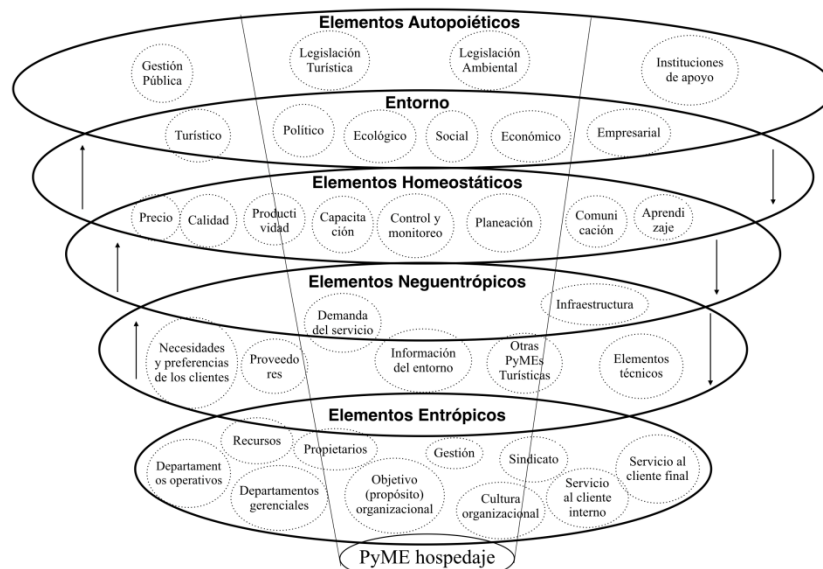 Elementos Autopoiéticos
Gestión
Pública
Legislación
Turística
Legislación
Ambiental
Instituciones
de apoyo
Entorno
Turístico
Político
Ecológico
Social
Económico
Empresarial
Elementos Homeostáticos
Precio
Calidad
Producti
vidad
Capacita
ción
Control y
monitoreo
Planeación
Comuni
cación
Aprendi
zaje
Elementos Neguentrópicos
Demanda
del servicio
Infraestructura
Necesidades
y preferencias
de los clientes
Proveedo
res
Información
del entorno
Otras
PyMEs
Turísticas
Elementos
técnicos
Elementos Entrópicos
Recursos
Propietarios
Gestión
Sindicato
Servicio al
cliente final
Departament
os operativos
Departamentos
gerenciales
Objetivo
(propósito)
organizacional
Cultura
organizacional
Servicio
al cliente
interno
PyME hospedaje